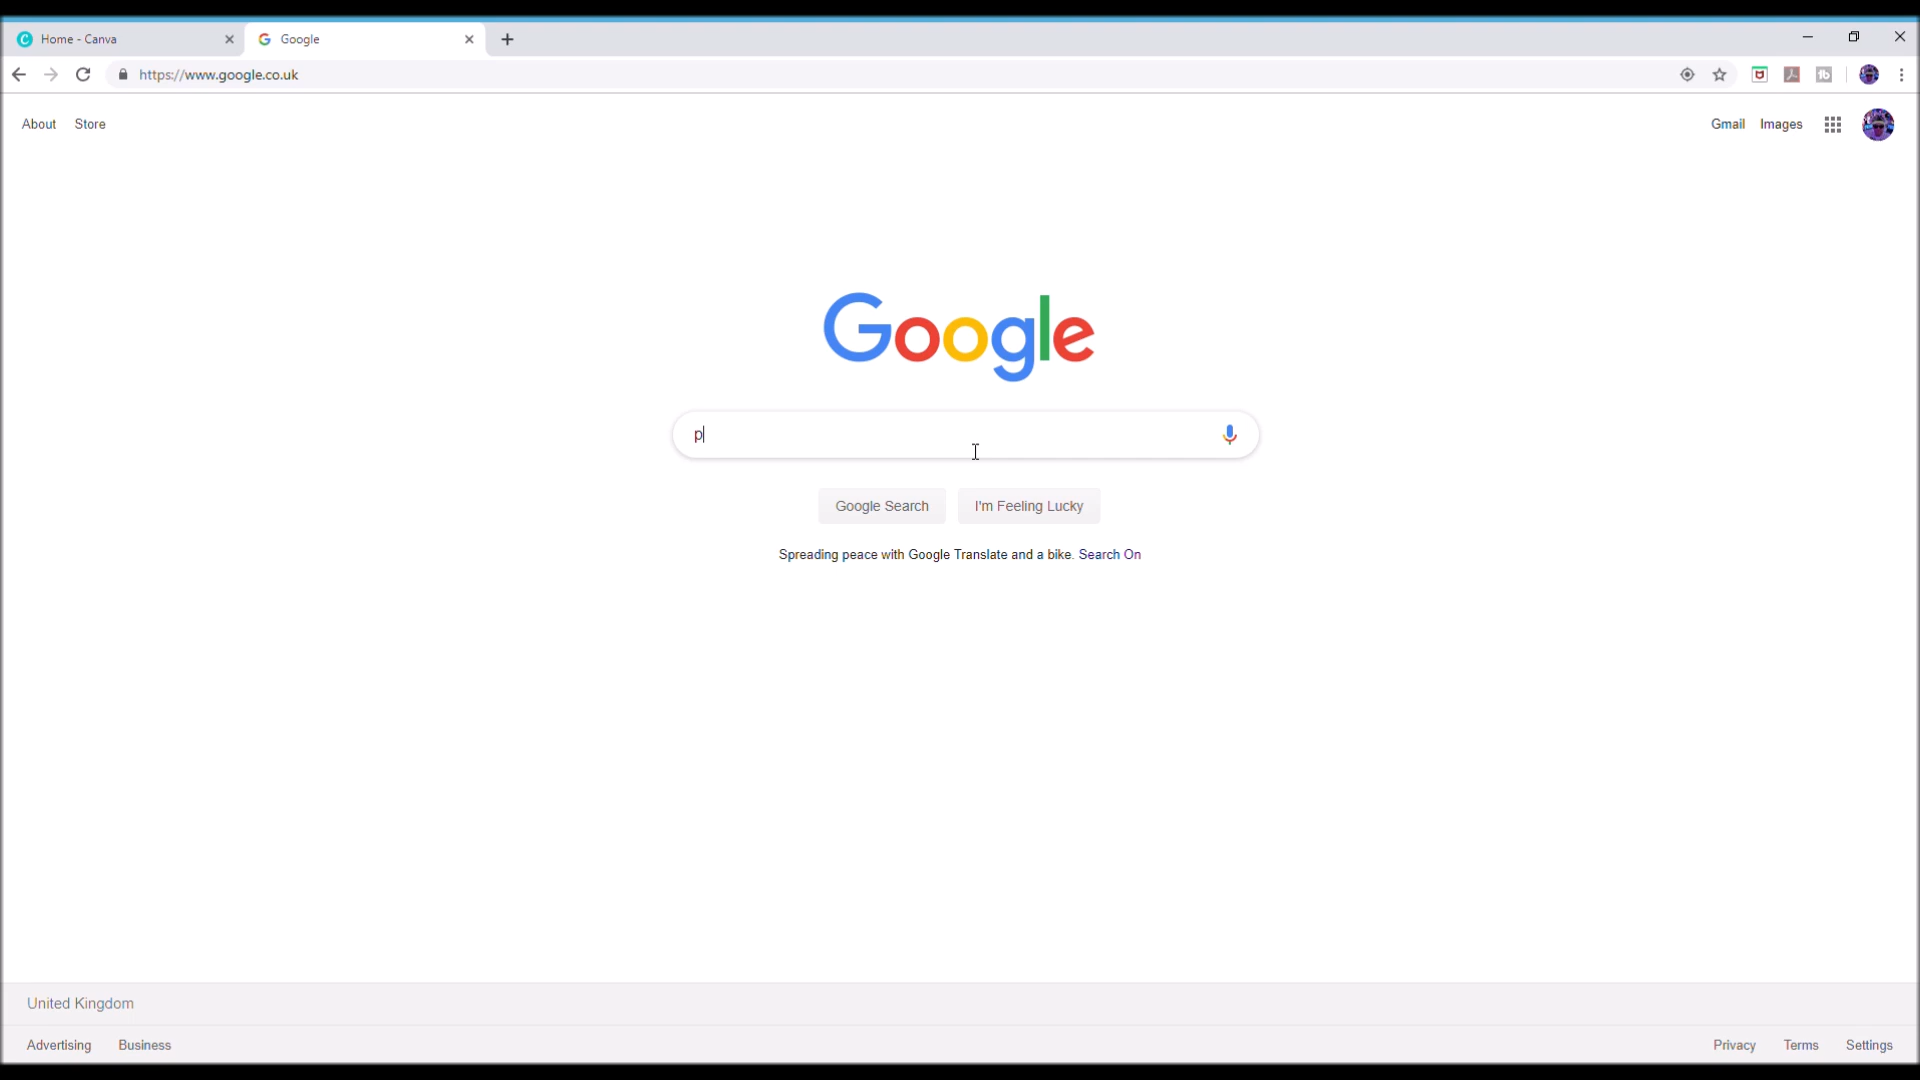 Home - Canva
Google
https://www.google.co.uk
About Store
Gmail Images
Google
p
Google Search I'm Feeling Lucky
Spreading peace with Google Translate and a bike. Search On
United Kingdom
Advertising Business
Privacy Terms Settings